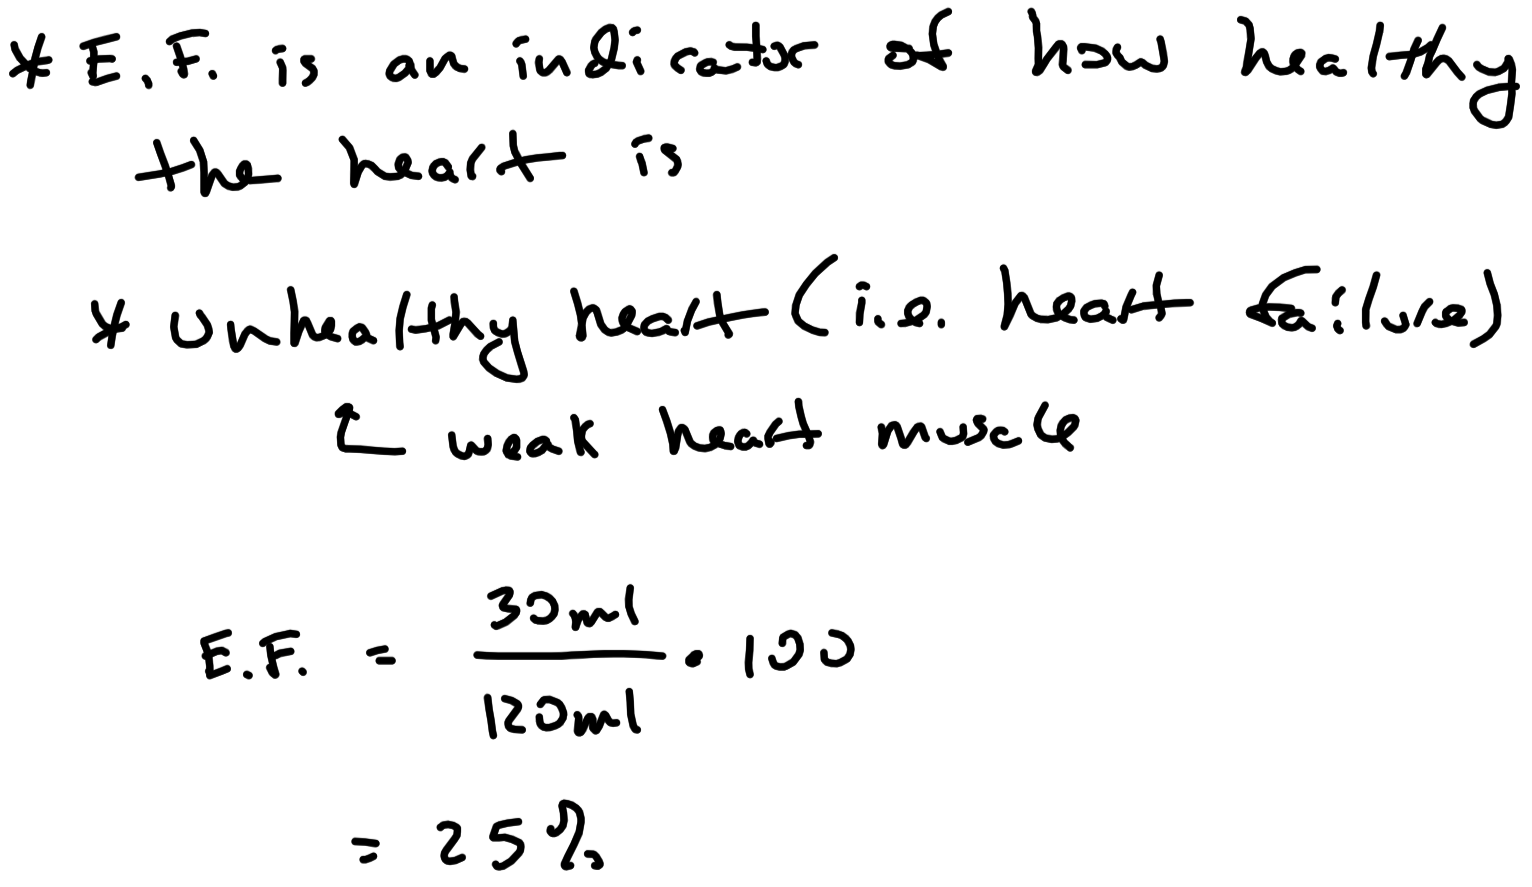 * E.F. is an indicator of how healthy
the heart is
* Unhealthy heart (i.e. heart failure)
↑ weak heart muscle
30ml
E.F. = ─── • 100
120ml
= 25%